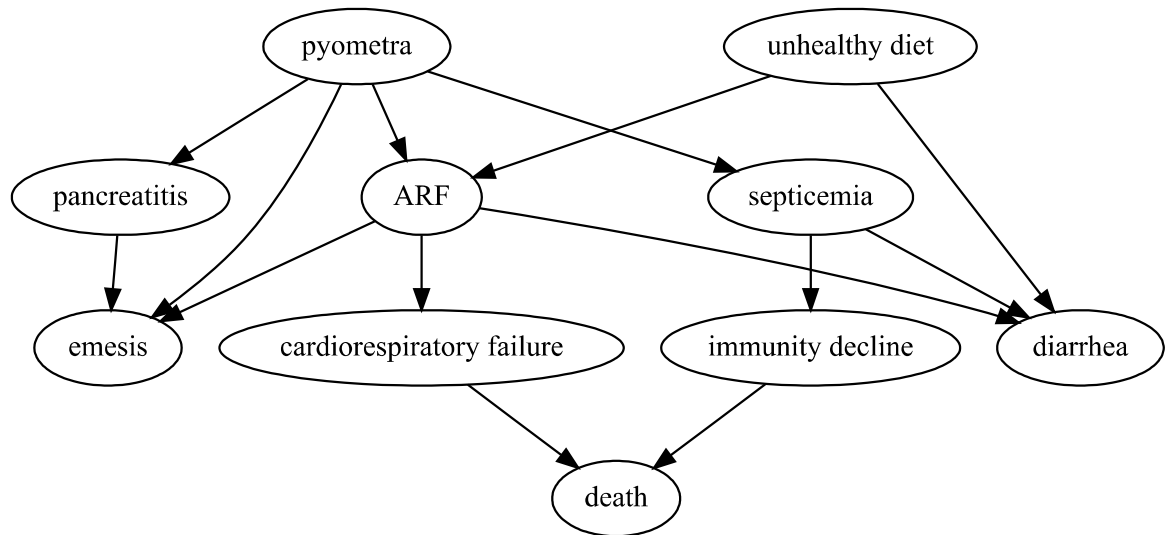 pyometra
unhealthy diet
pancreatitis
ARF
septicemia
emesis
cardiorespiratory failure
immunity decline
diarrhea
death